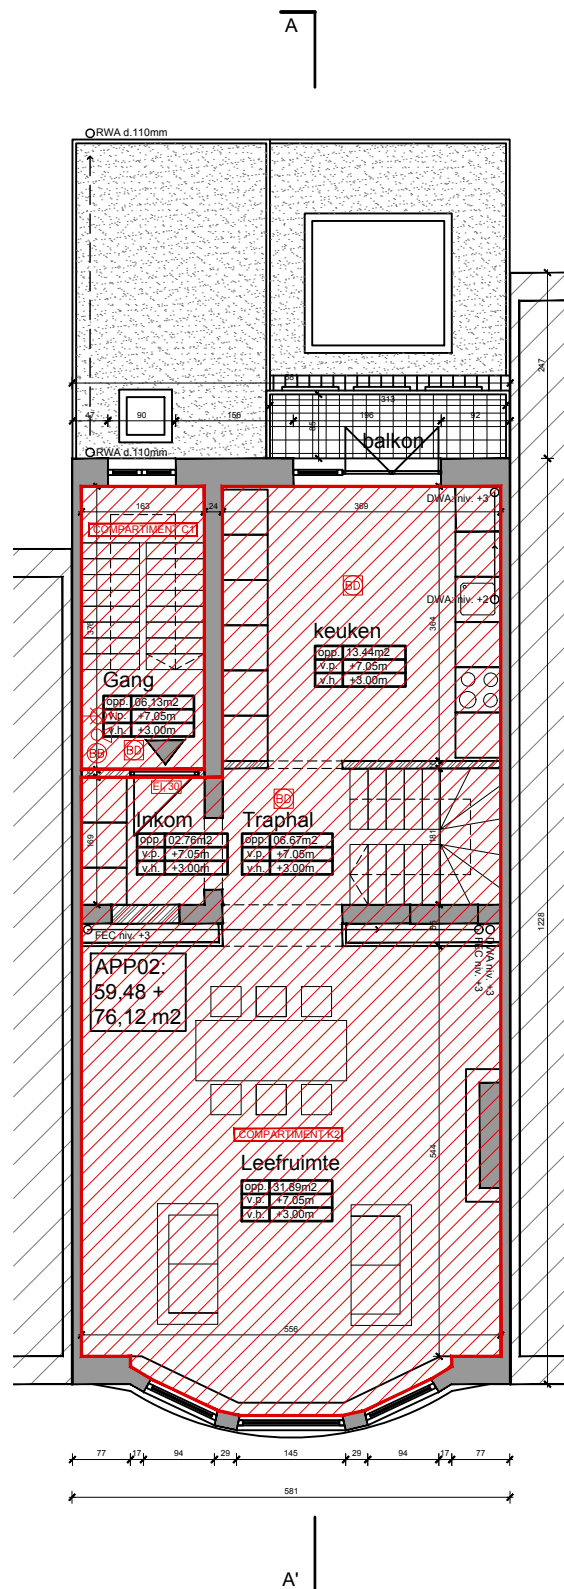 A
RWA d.110mm
247
313
47
90
155
196
92
85
balkon
RWA d.110mm
DWA: niv. +3
163
24
369
COMPARTIMENT C1
BD
DWA: niv. +2
376
364
keuken
opp. 13.44m2
v.p. +7.05m
v.h. +3.00m
Gang
opp. 06.13m2
v.p. +7.05m
v.h. +3.00m
BB
BD
EI 30
BD
Inkom
opp. 02.76m2
v.p. +7.05m
v.h. +3.00m
Traphal
opp. 06.67m2
v.p. +7.05m
v.h. +3.00m
169
181
1228
FEC niv. +3
DWA niv. +3
FEC niv. +3
APP02:
59.48 +
76,12 m2
COMPARTIMENT K2
544
Leefruimte
opp. 31.89m2
v.p. +7.05m
v.h. +3.00m
556
77
17
94
29
145
29
94
17
77
581
A'